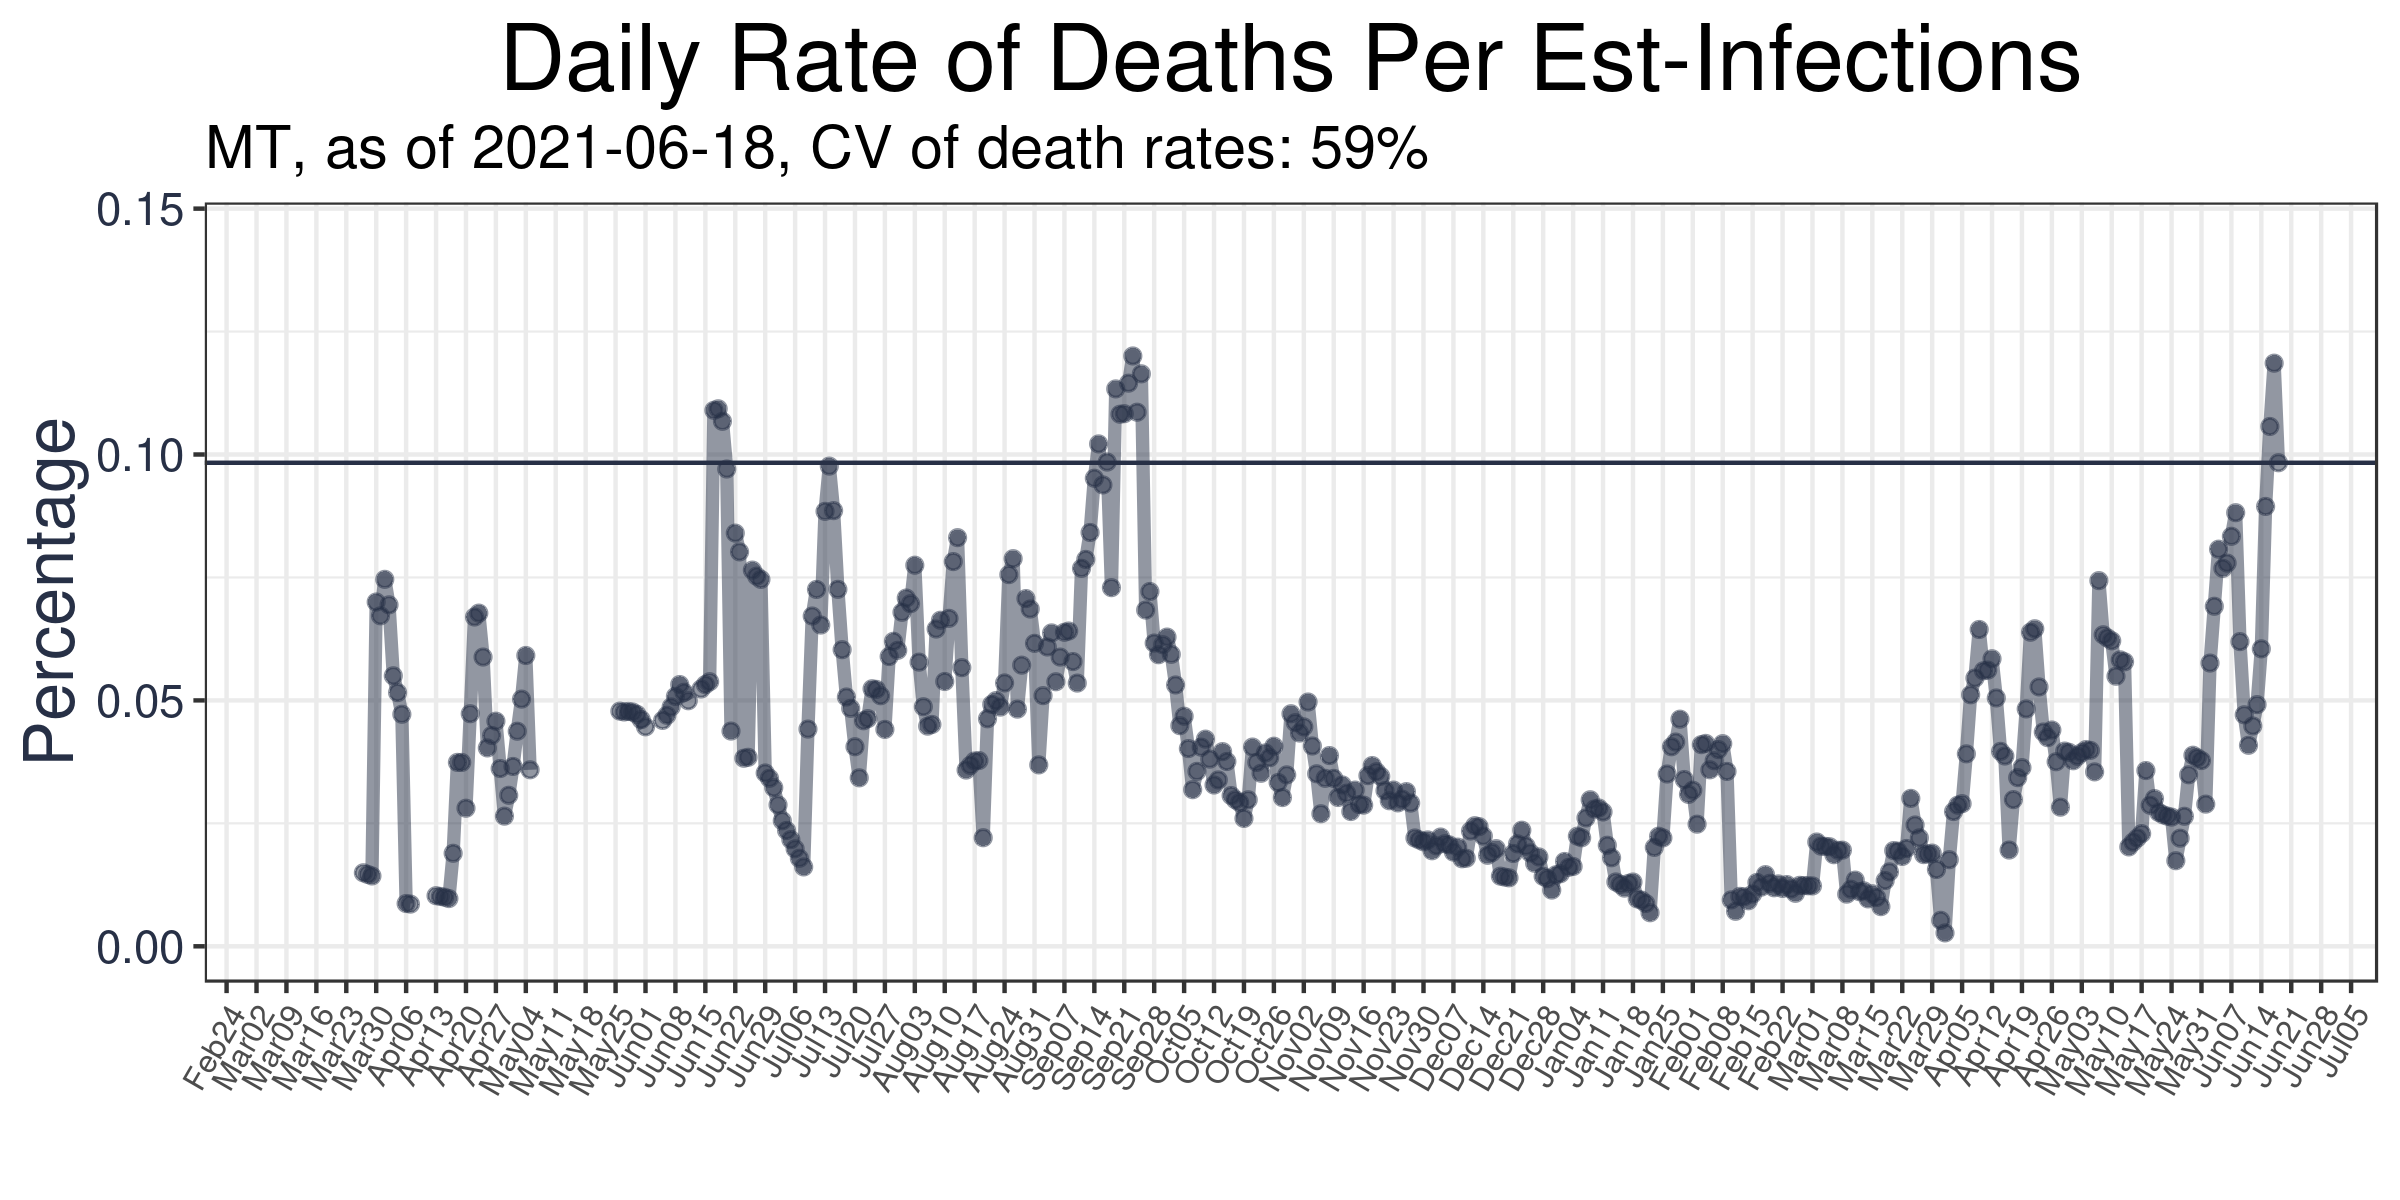 Daily Rate of Deaths Per Est-Infections
MT, as of 2021-06-18, CV of death rates: 59%
Percentage
0.15
0.10
0.05
0.00
Feb24
Mar02
Mar09
Mar16
Mar23
Mar30
Apr06
Apr13
Apr20
Apr27
May04
May11
May18
May25
Jun01
Jun08
Jun15
Jun22
Jun29
Jul06
Jul13
Jul20
Jul27
Aug03
Aug10
Aug17
Aug24
Aug31
Sep07
Sep14
Sep21
Sep28
Oct05
Oct12
Oct19
Oct26
Nov02
Nov09
Nov16
Nov23
Nov30
Dec07
Dec14
Dec21
Dec28
Jan04
Jan11
Jan18
Jan25
Feb01
Feb08
Feb15
Feb22
Mar01
Mar08
Mar15
Mar22
Mar29
Apr05
Apr12
Apr19
Apr26
May03
May10
May17
May24
May31
Jun07
Jun14
Jun21
Jun28
Jul05